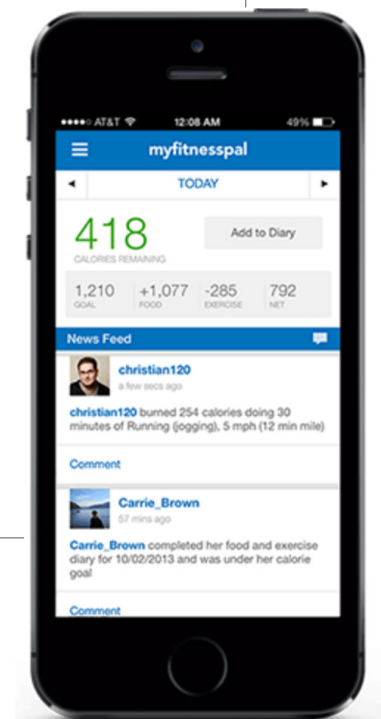 AT&T 12:08 AM 49%
myfitnesspal
TODAY
418
CALORIES REMAINING
Add to Diary
1,210 +1,077 -285 792
GOAL FOOD EXERCISE NET
News Feed
christian120
a few secs ago
christian120 burned 254 calories doing 30
minutes of Running (jogging), 5 mph (12 min mile)
Comment
Carrie_Brown
57 mins ago
Carrie_Brown completed her food and exercise
diary for 10/02/2013 and was under her calorie
goal
Comment